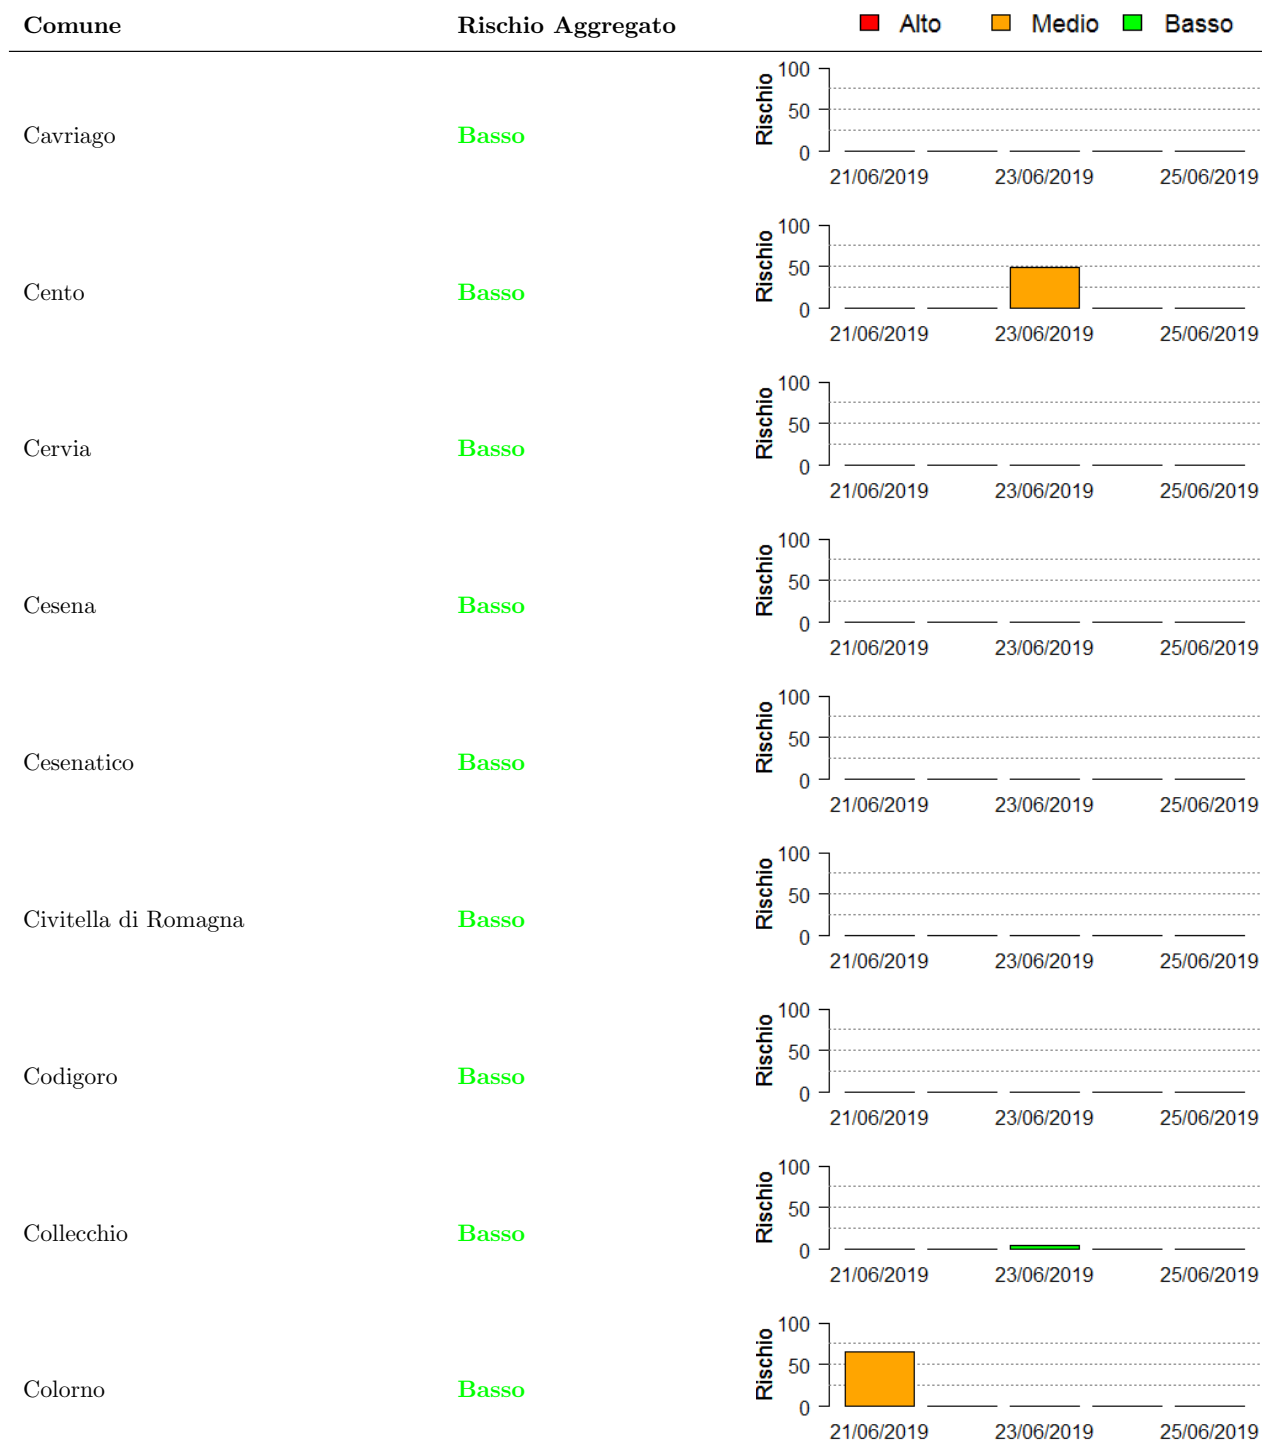 Comune Rischio Aggregato Alto Medio Basso
Cavriago Basso Rischio 100 50 0
21/06/2019 23/06/2019 25/06/2019
Cento Basso Rischio 100 50 0
21/06/2019 23/06/2019 25/06/2019
Cervia Basso Rischio 100 50 0
21/06/2019 23/06/2019 25/06/2019
Cesena Basso Rischio 100 50 0
21/06/2019 23/06/2019 25/06/2019
Cesenatico Basso Rischio 100 50 0
21/06/2019 23/06/2019 25/06/2019
Civitella di Romagna Basso Rischio 100 50 0
21/06/2019 23/06/2019 25/06/2019
Codigoro Basso Rischio 100 50 0
21/06/2019 23/06/2019 25/06/2019
Collecchio Basso Rischio 100 50 0
21/06/2019 23/06/2019 25/06/2019
Colorno Basso Rischio 100 50 0
21/06/2019 23/06/2019 25/06/2019